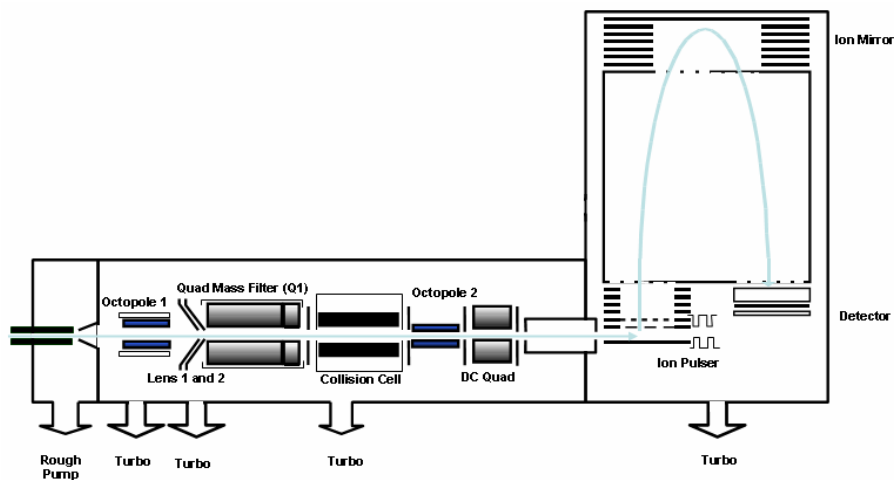 Ion Mirror
Quad Mass Filter (Q1)
Octopole 1
Octopole 2
Detector
Lens 1 and 2
Collision Cell
DC Quad
Ion Pulser
Rough
Pump
Turbo
Turbo
Turbo
Turbo